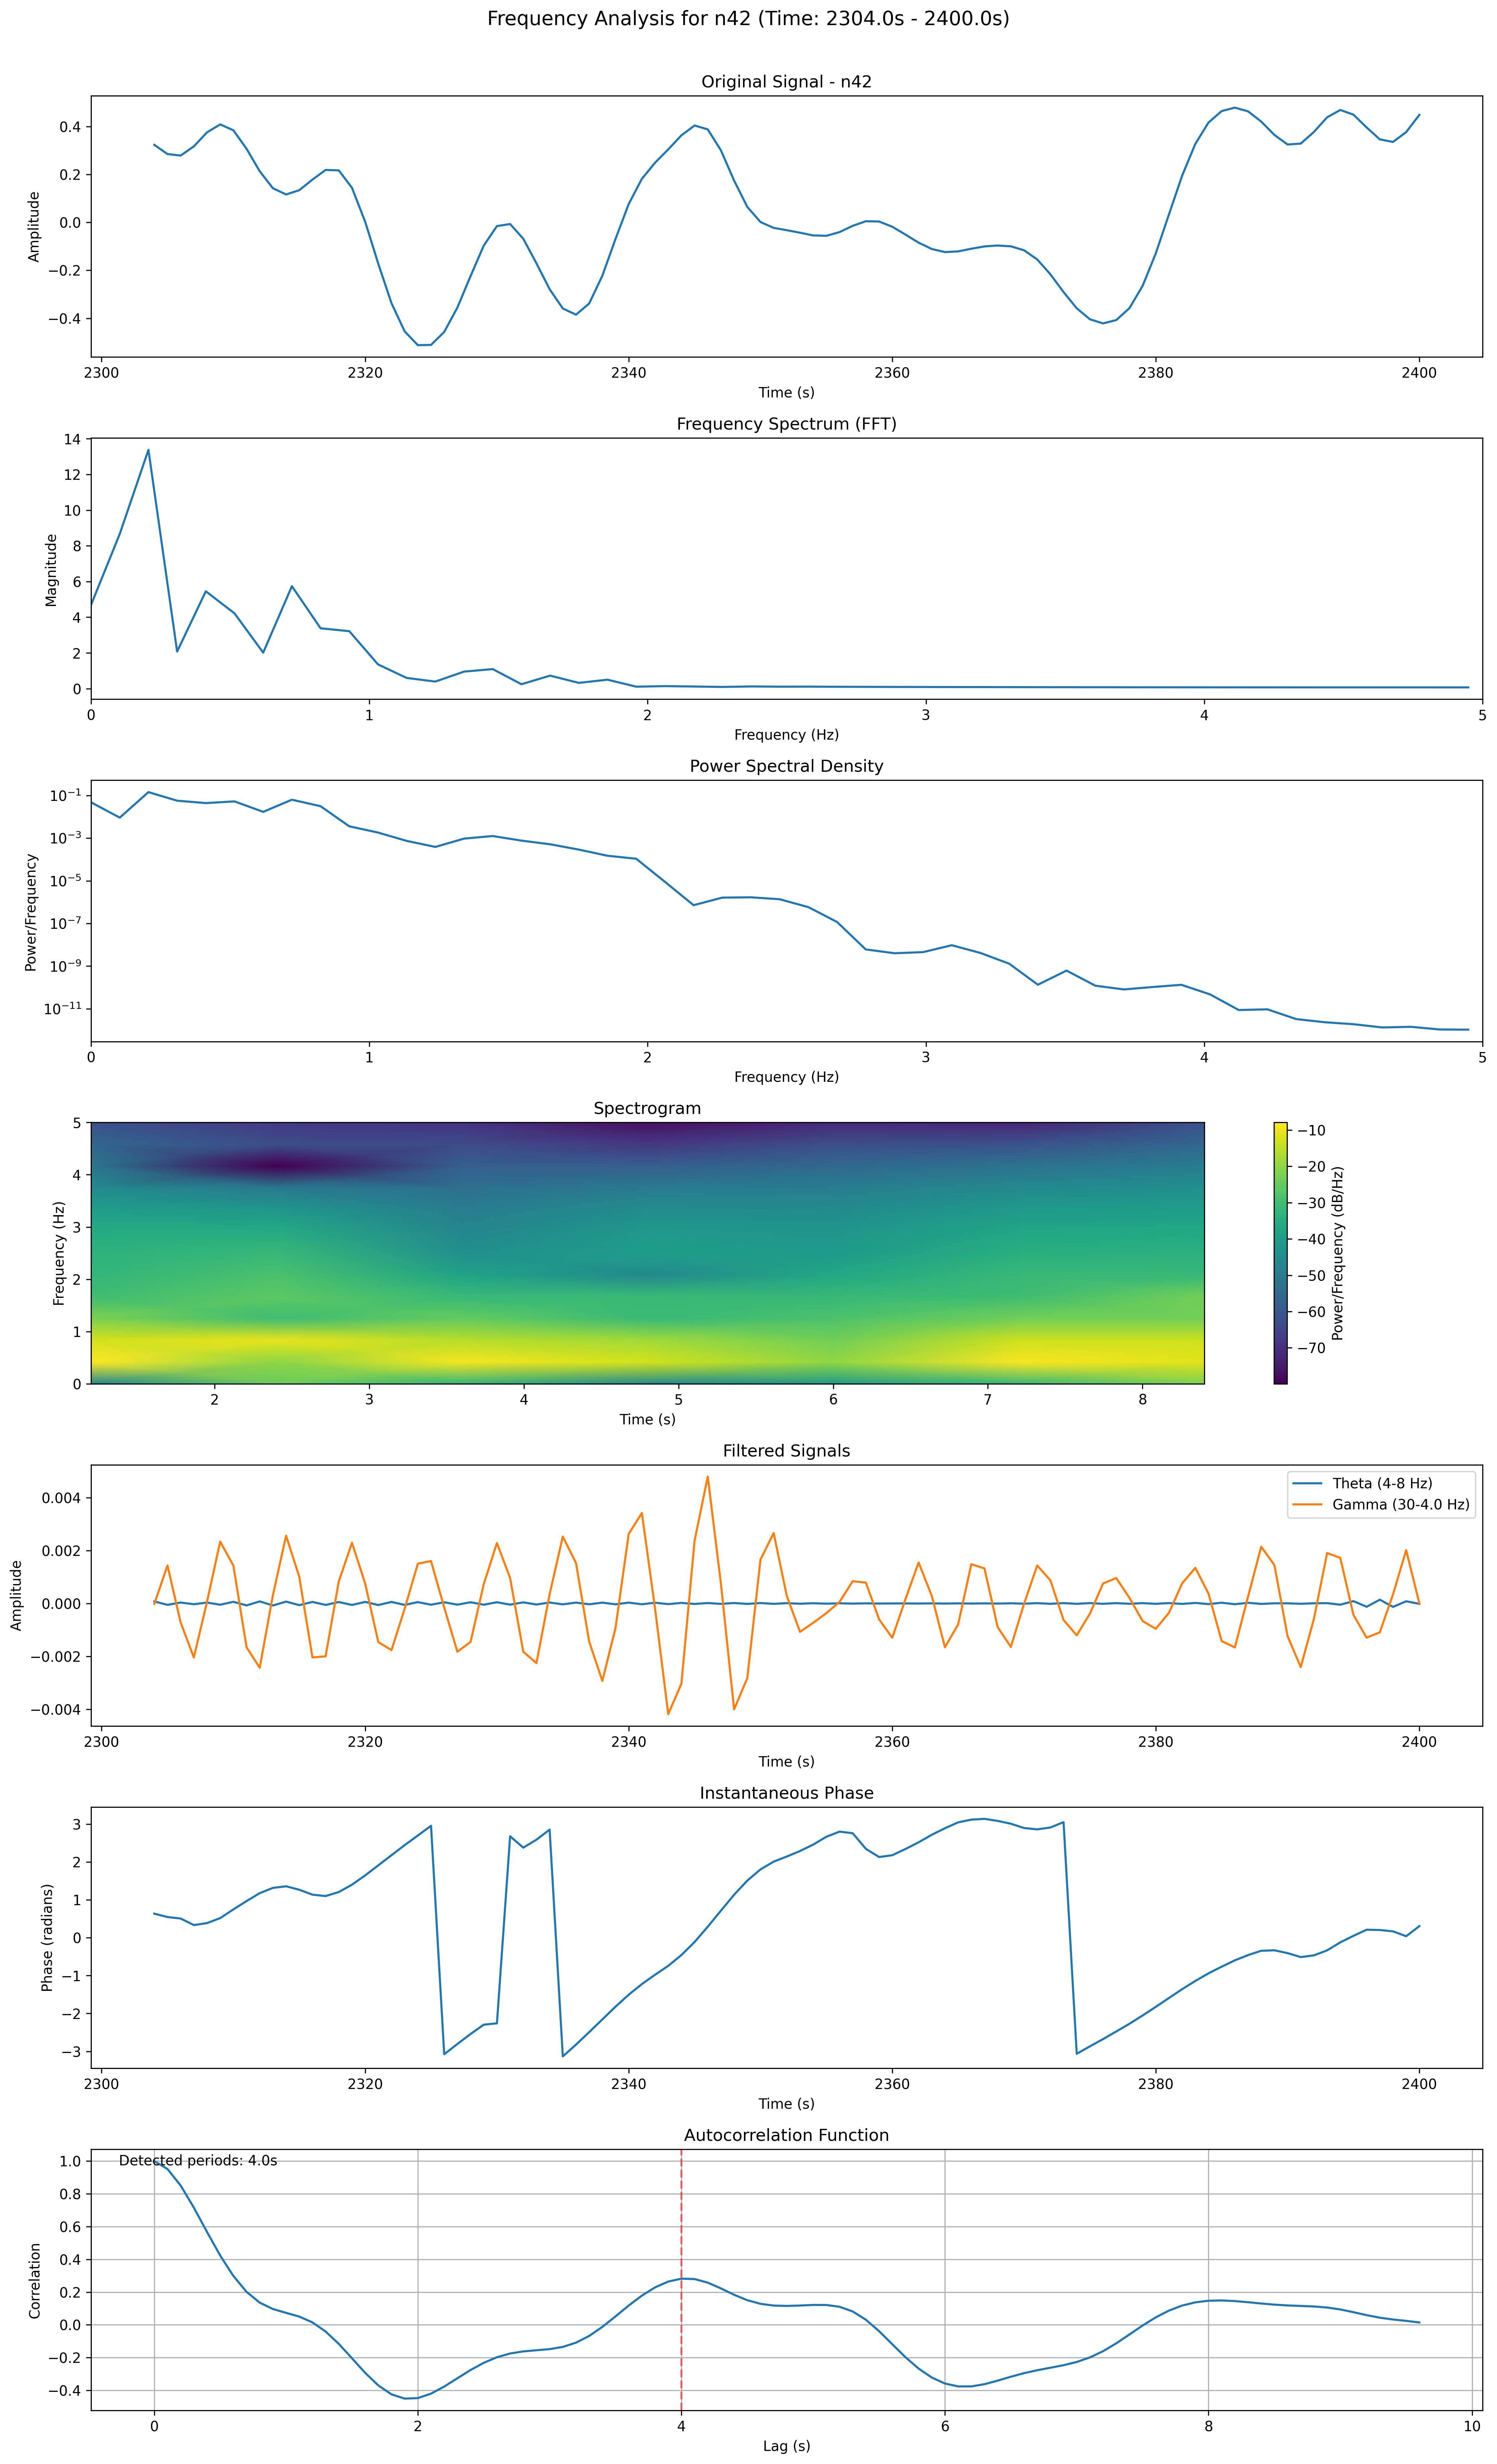 Frequency Analysis for n42 (Time: 2304.0s - 2400.0s)
Original Signal - n42
0.4
0.2
0.0
−0.2
−0.4
Amplitude
2300 2320 2340 2360 2380 2400
Time (s)
Frequency Spectrum (FFT)
14
12
10
8
6
4
2
0
Magnitude
0 1 2 3 4 5
Frequency (Hz)
Power Spectral Density
10⁻¹
10⁻³
10⁻⁵
10⁻⁷
10⁻⁹
10⁻¹¹
Power/Frequency
0 1 2 3 4 5
Frequency (Hz)
Spectrogram
5
4
3
2
1
0
Frequency (Hz)
2 3 4 5 6 7 8
Time (s)
−10
−20
−30
−40
−50
−60
−70
Power/Frequency (dB/Hz)
Filtered Signals
0.004
0.002
0.000
−0.002
−0.004
Amplitude
Theta (4-8 Hz)
Gamma (30-4.0 Hz)
2300 2320 2340 2360 2380 2400
Time (s)
Instantaneous Phase
3
2
1
0
−1
−2
−3
Phase (radians)
2300 2320 2340 2360 2380 2400
Time (s)
Autocorrelation Function
Detected periods: 4.0s
1.0
0.8
0.6
0.4
0.2
0.0
−0.2
−0.4
Correlation
0 2 4 6 8 10
Lag (s)